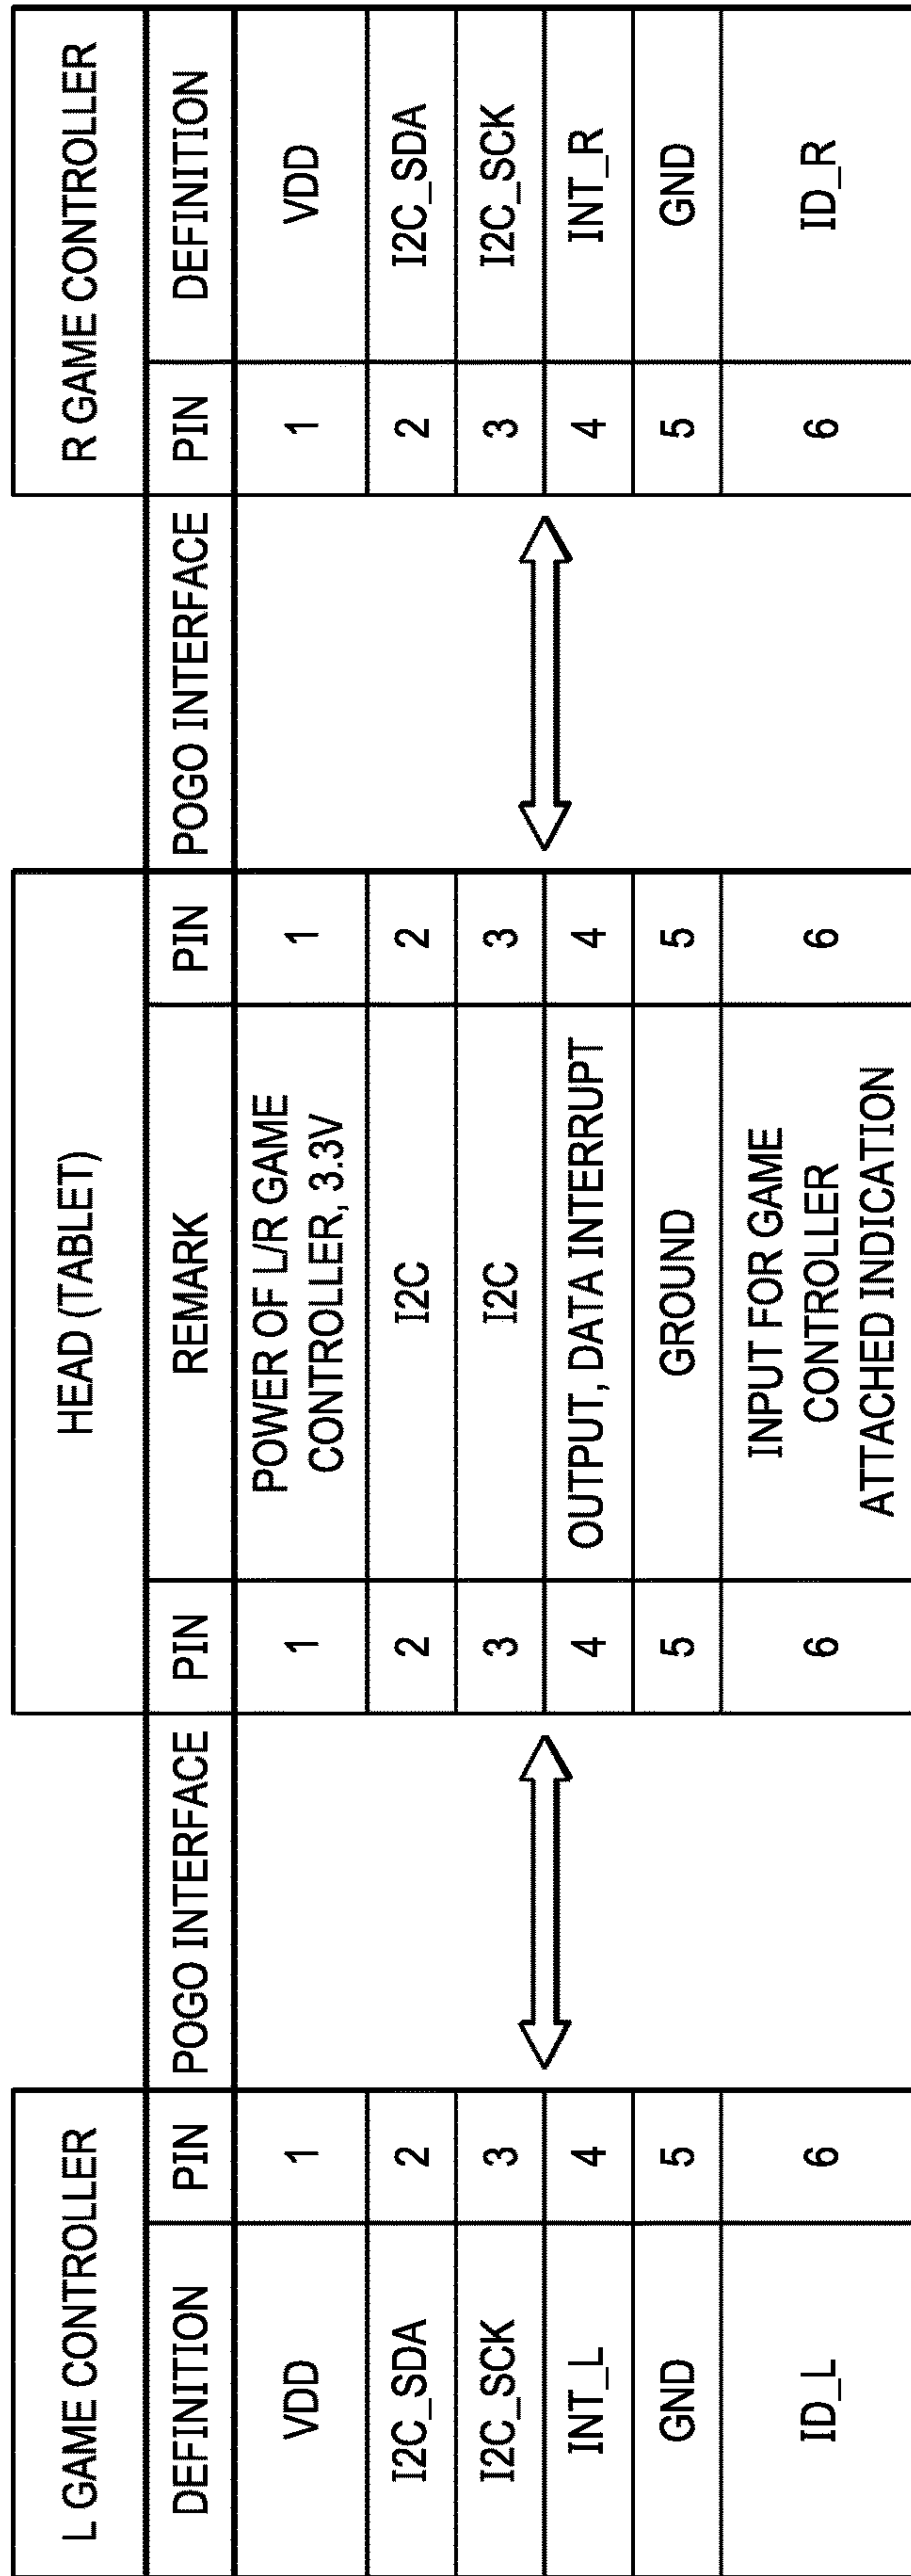 L GAME CONTROLLER HEAD (TABLET) R GAME CONTROLLER
DEFINITION PIN POGO INTERFACE PIN REMARK PIN POGO INTERFACE PIN DEFINITION
VDD 1 1 POWER OF L/R GAME 1 1 VDD
CONTROLLER, 3.3V
I2C_SDA 2 2 I2C 2 2 I2C_SDA
I2C_SCK 3 3 I2C 3 3 I2C_SCK
INT_L 4 4 OUTPUT, DATA INTERRUPT 4 4 INT_R
GND 5 5 GROUND 5 5 GND
ID_L 6 6 INPUT FOR GAME 6 6 ID_R
CONTROLLER
ATTACHED INDICATION